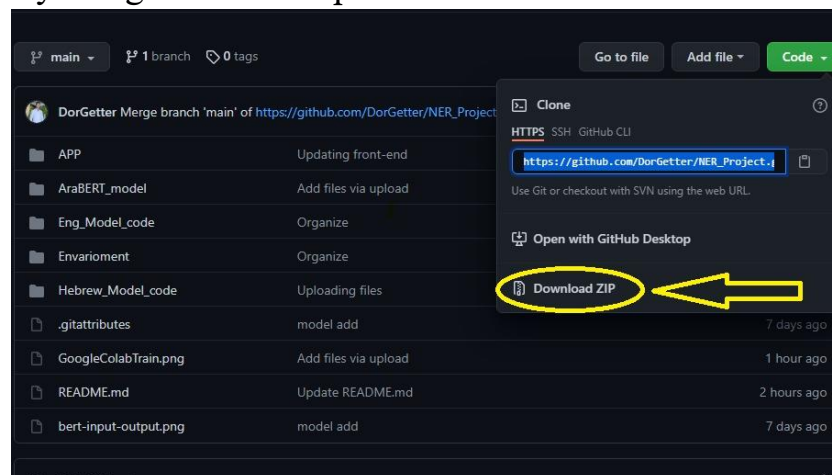 main 1 branch 0 tags Go to file Add file Code
DorGetter Merge branch 'main' of https://github.com/DorGetter/NER_Project
APP Updating front-end
AraBERT_model Add files via upload
Eng_Model_code Organize
Envarioment Organize
Hebrew_Model_code Uploading files
.gitattributes model add 7 days ago
GoogleColabTrain.png Add files via upload 1 hour ago
README.md Update README.md 2 hours ago
bert-input-output.png model add 7 days ago
Clone
HTTPS SSH GitHub CLI
https://github.com/DorGetter/NER_Project.g
Use Git or checkout with SVN using the web URL.
Open with GitHub Desktop
Download ZIP